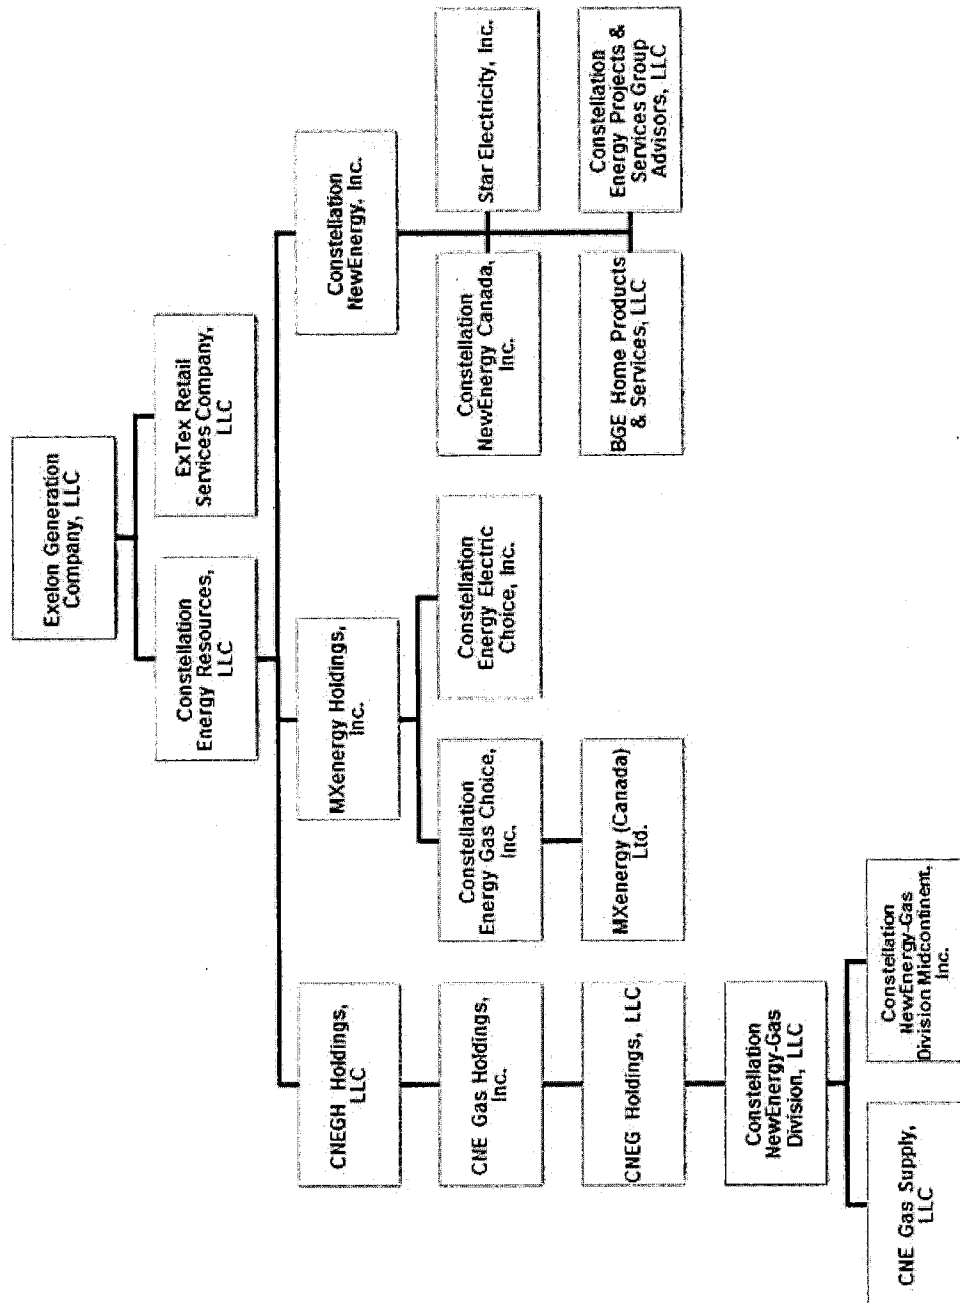 Exelon Generation
Company, LLC
Constellation
Energy Resources,
LLC
ExTex Retail
Services Company,
LLC
CNEGH Holdings,
LLC
MXenergy Holdings,
Inc.
Constellation
NewEnergy, Inc.
CNE Gas Holdings,
Inc.
Constellation
Energy Gas Choice,
Inc.
Constellation
Energy Electric
Choice, Inc.
Constellation
NewEnergy Canada,
Inc.
Star Electricity, Inc.
CNEG Holdings, LLC
MXenergy (Canada)
Ltd.
BGE Home Products
& Services, LLC
Constellation
Energy Projects &
Services Group
Advisors, LLC
Constellation
NewEnergy-Gas
Division, LLC
CNE Gas Supply,
LLC
Constellation
NewEnergy-Gas
Division Midcontinent,
Inc.